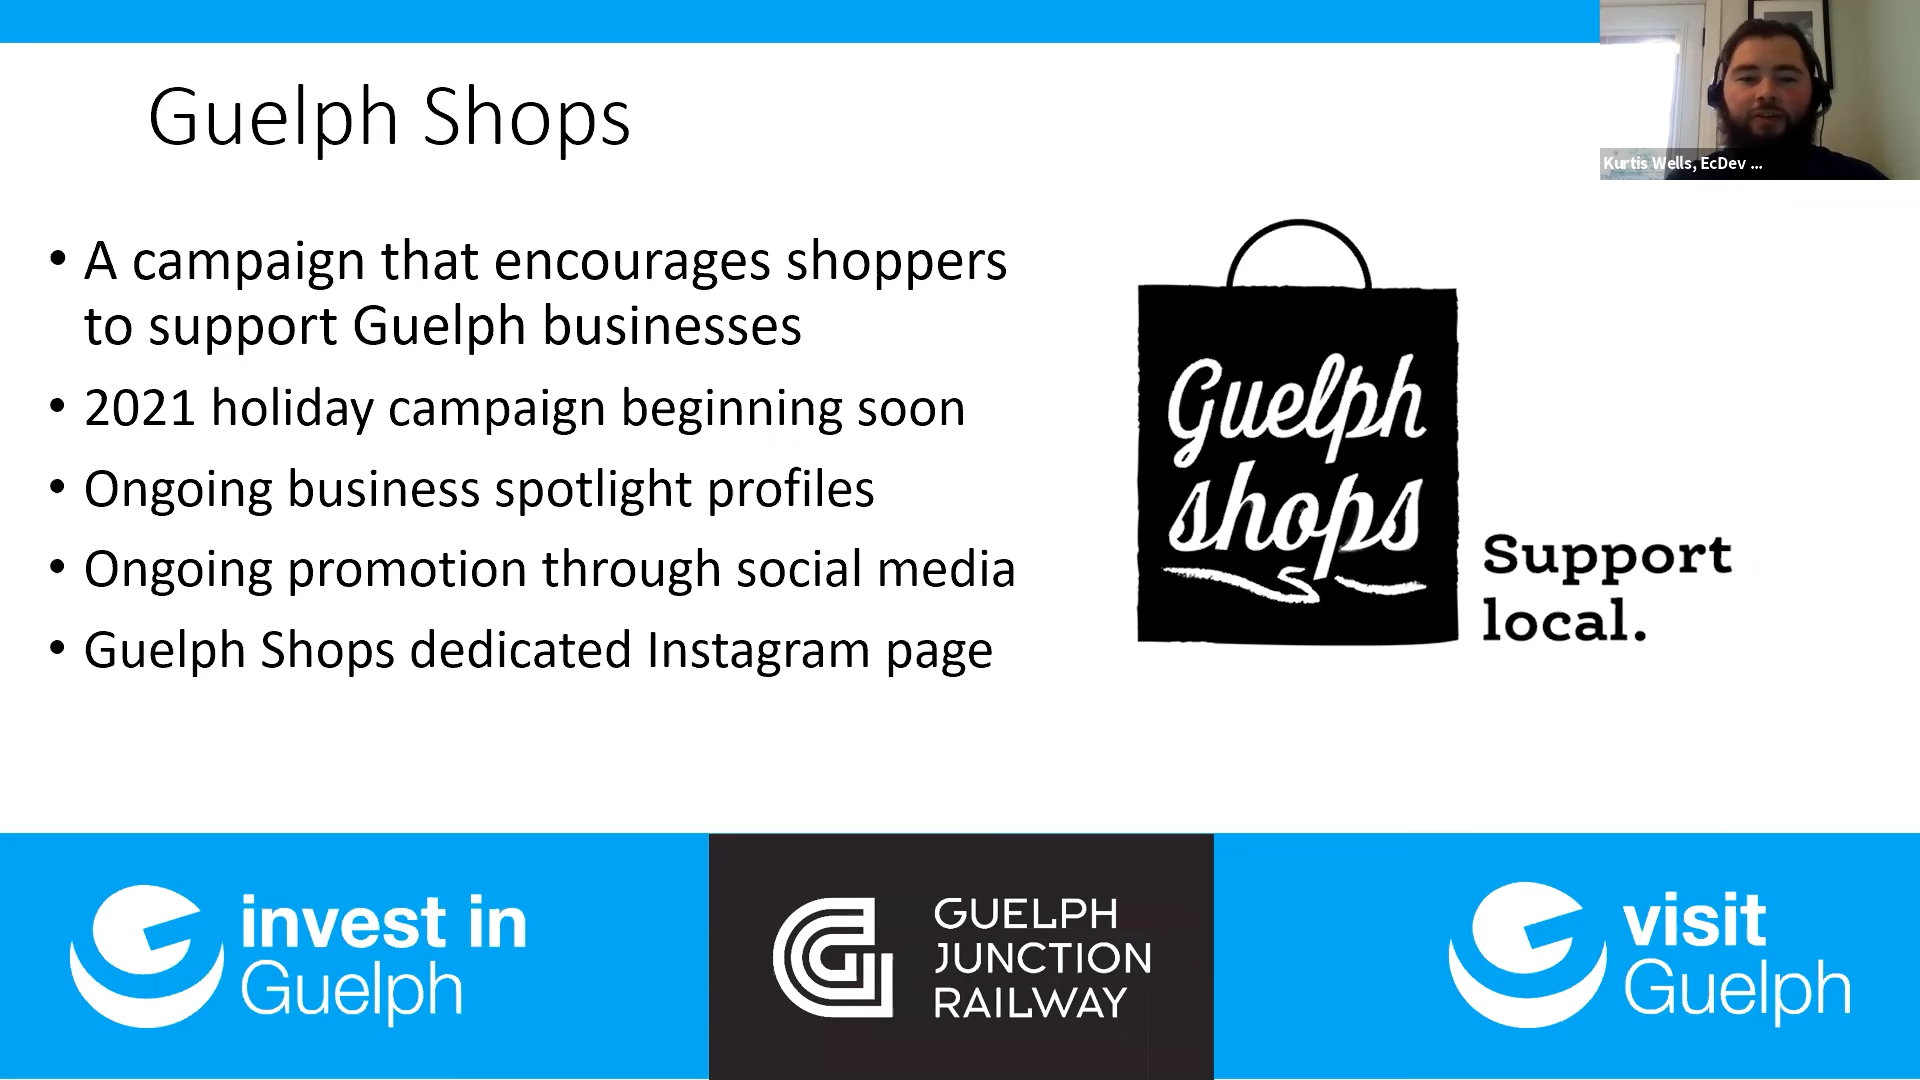 Guelph Shops
Kurtis Wells, EcDev ...
• A campaign that encourages shoppers
to support Guelph businesses
• 2021 holiday campaign beginning soon
• Ongoing business spotlight profiles
• Ongoing promotion through social media
• Guelph Shops dedicated Instagram page
Guelph
shops
Support
local.
invest in
Guelph
GUELPH
JUNCTION
RAILWAY
visit
Guelph